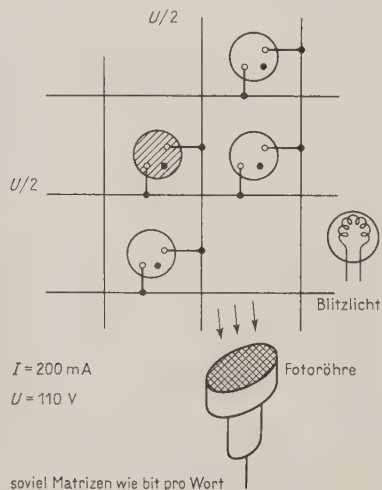 U/2
U/2
Blitzlicht
I = 200 mA
Fotoröhre
U = 110 V
soviel Matrizen wie bit pro Wort